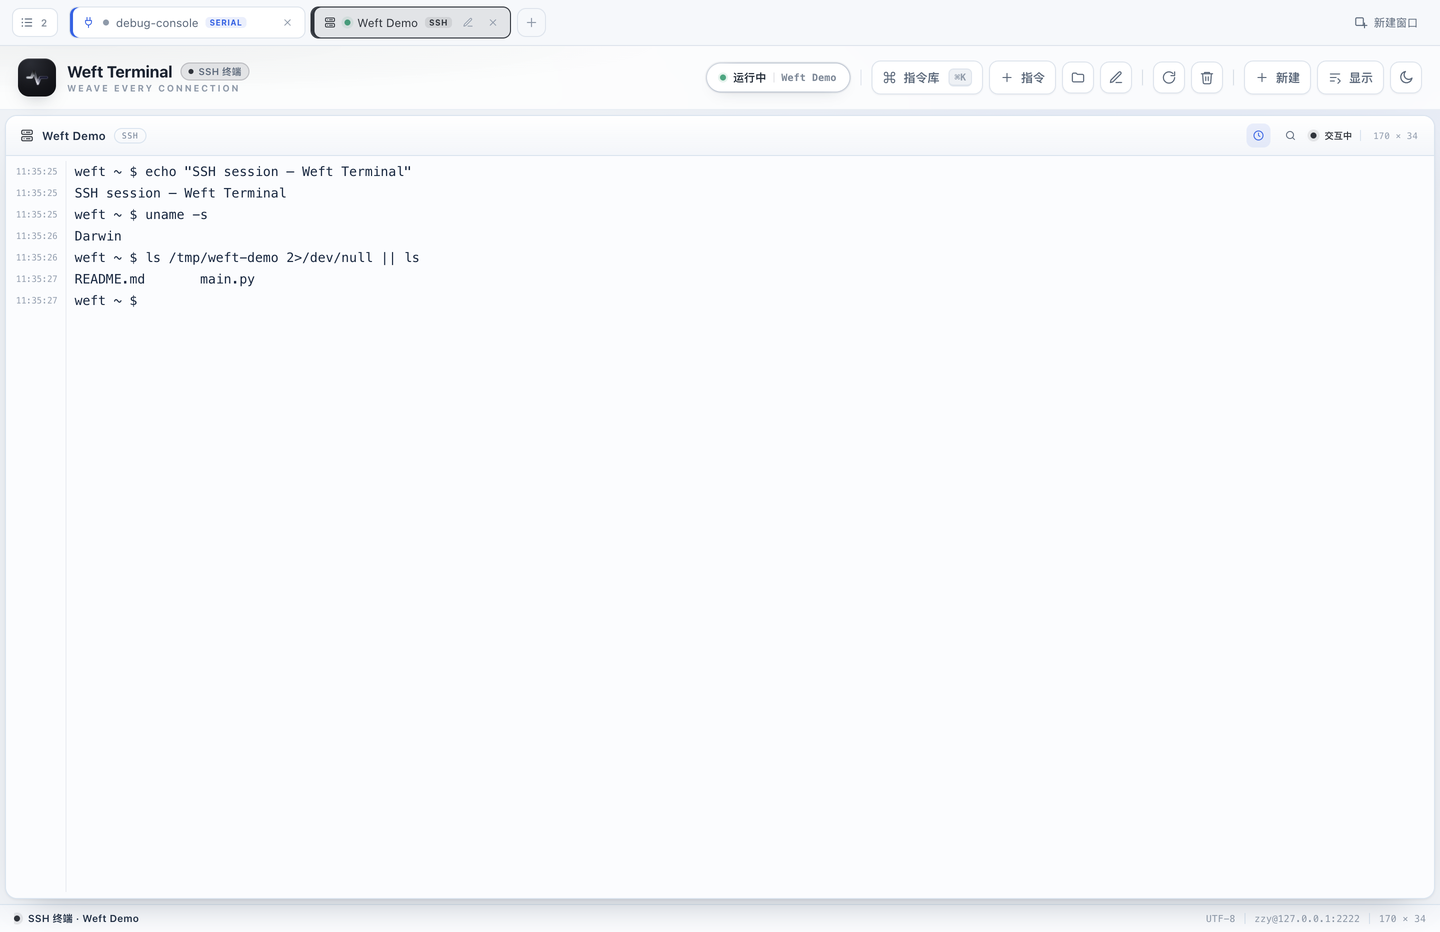 2 debug-console SERIAL Weft Demo SSH 新建窗口
Weft Terminal SSH 终端
WEAVE EVERY CONNECTION
运行中 Weft Demo 指令库 ⌘K 指令 新建 显示
Weft Demo SSH 交互中 170 × 34
11:35:25 weft ~ $ echo "SSH session — Weft Terminal"
11:35:25 SSH session — Weft Terminal
11:35:25 weft ~ $ uname -s
11:35:26 Darwin
11:35:26 weft ~ $ ls /tmp/weft-demo 2>/dev/null || ls
11:35:27 README.md main.py
11:35:27 weft ~ $
SSH 终端 · Weft Demo UTF-8 zzy@127.0.0.1:2222 170 × 34